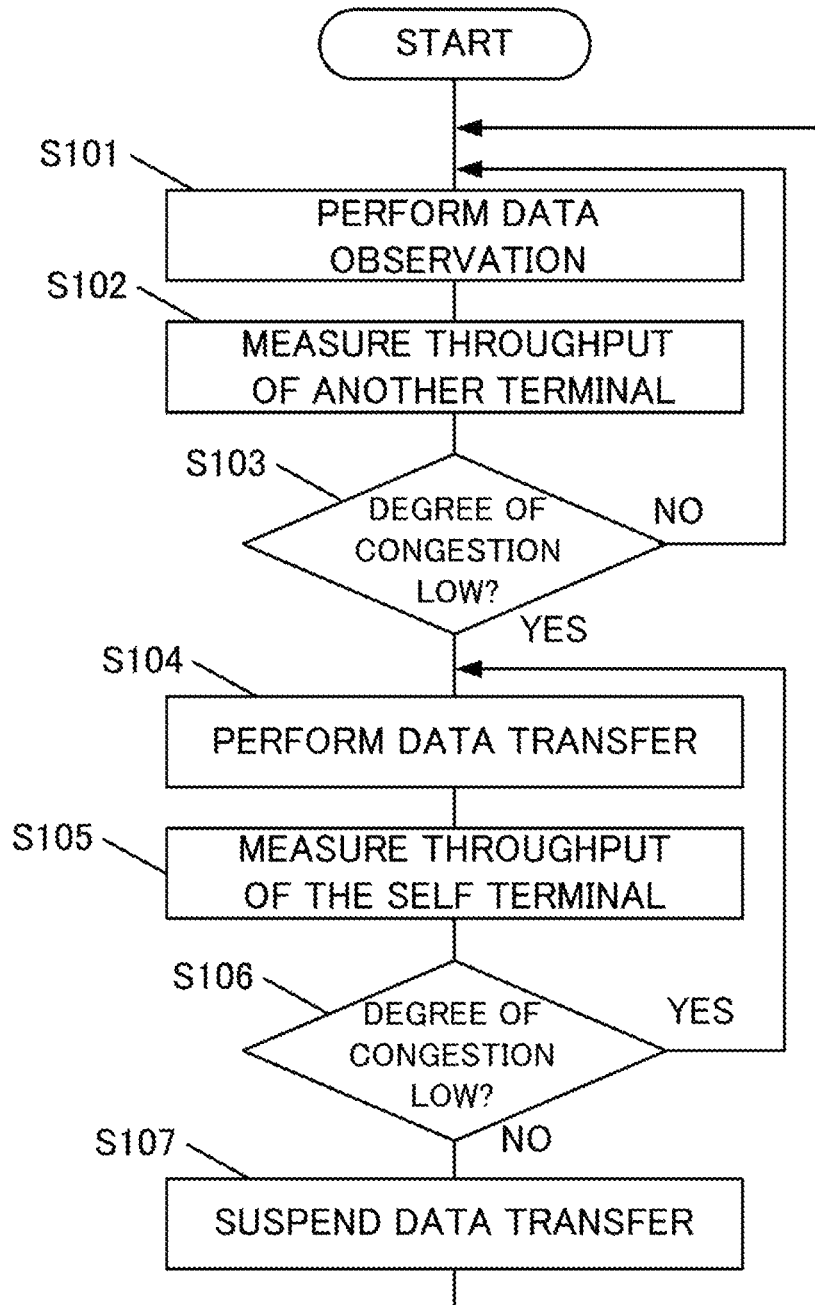 START
S101
PERFORM DATA
OBSERVATION
S102
MEASURE THROUGHPUT
OF ANOTHER TERMINAL
S103
DEGREE OF
CONGESTION
LOW?
NO
YES
S104
PERFORM DATA TRANSFER
S105
MEASURE THROUGHPUT
OF THE SELF TERMINAL
S106
DEGREE OF
CONGESTION
LOW?
YES
NO
S107
SUSPEND DATA TRANSFER